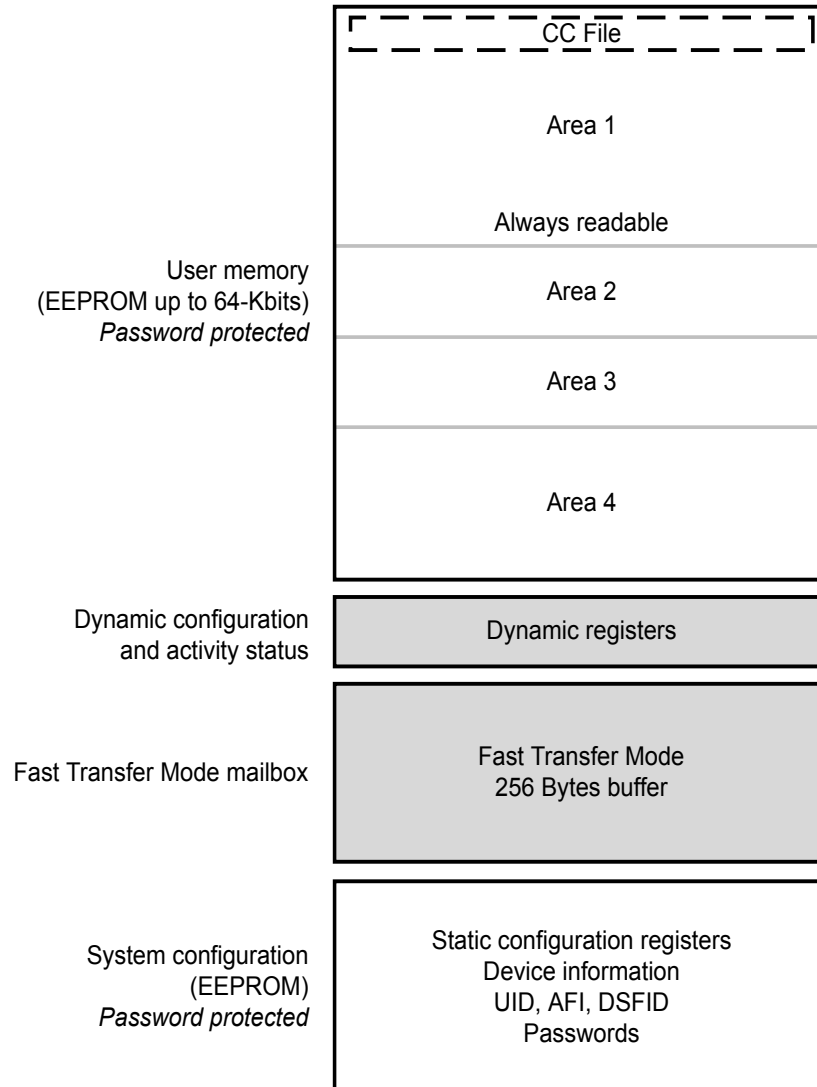 CC File
Area 1
Always readable
User memory
(EEPROM up to 64-Kbits)
Password protected
Area 2
Area 3
Area 4
Dynamic configuration
and activity status
Dynamic registers
Fast Transfer Mode mailbox
Fast Transfer Mode
256 Bytes buffer
System configuration
(EEPROM)
Password protected
Static configuration registers
Device information
UID, AFI, DSFID
Passwords